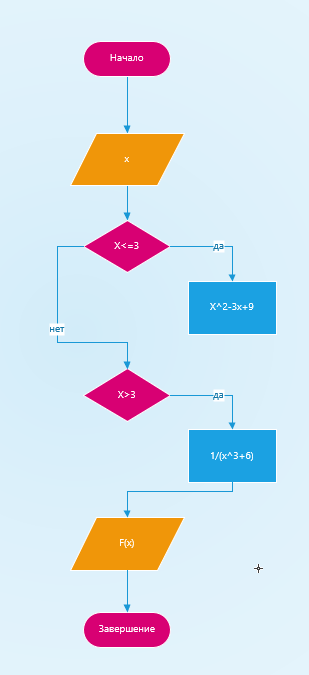 Начало
x
X<=3
да
X^2-3x+9
нет
X>3
да
1/(x^3+6)
F(x)
Завершение